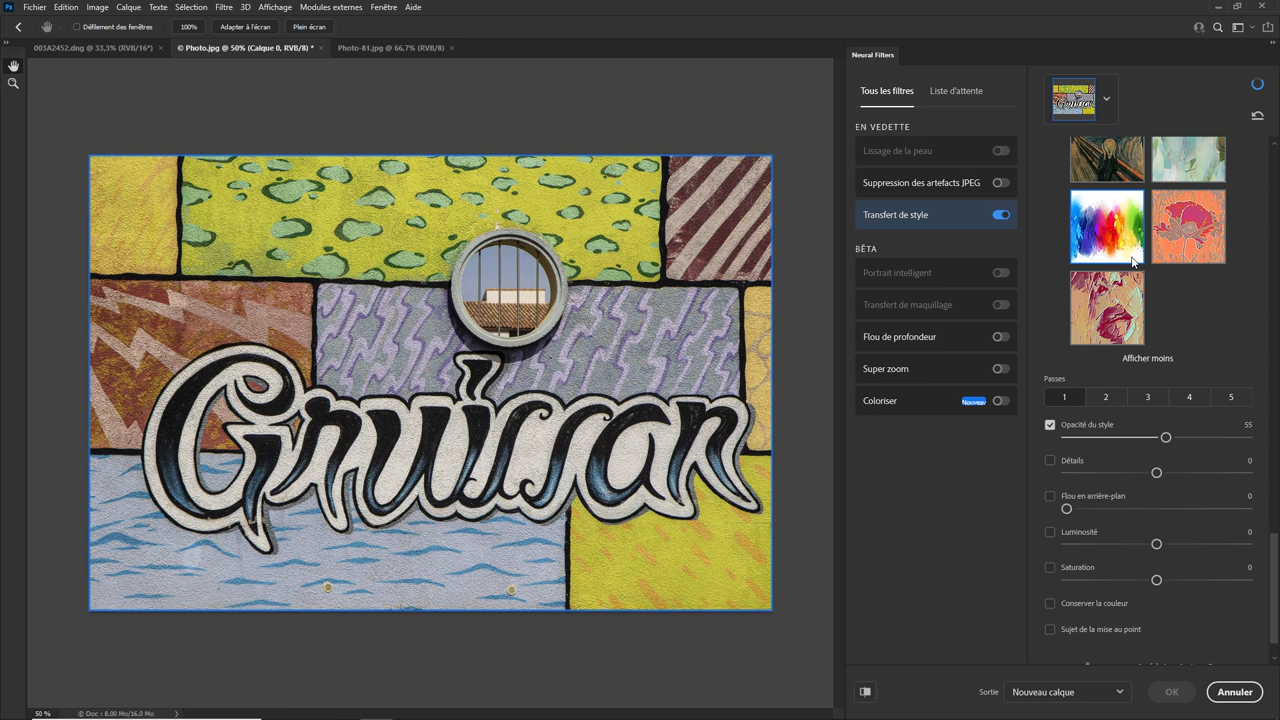 Ps Fichier Edition Image Calque Texte Sélection Filtre 3D Affichage Modules externes Fenêtre Aide
Défilement des fenêtres 100% Adapter à l'écran Plein écran
003A2452.dng @ 33,3% (RVB/16*) × © Photo.jpg @ 50% (Calque 0, RVB/8) * × Photo-81.jpg @ 66,7% (RVB/8) ×
Neural Filters
Tous les filtres Liste d'attente
EN VEDETTE
Lissage de la peau
Suppression des artefacts JPEG
Transfert de style
BÊTA
Portrait intelligent
Transfert de maquillage
Flou de profondeur
Super zoom
Coloriser Nouveau
Gruissan
Afficher moins
Passes
1 2 3 4 5
Opacité du style 55
Détails 0
Flou en arrière-plan 0
Luminosité 0
Saturation 0
Conserver la couleur
Sujet de la mise au point
Sortie Nouveau calque OK Annuler
50 % © Doc : 8,00 Mo/16,0 Mo